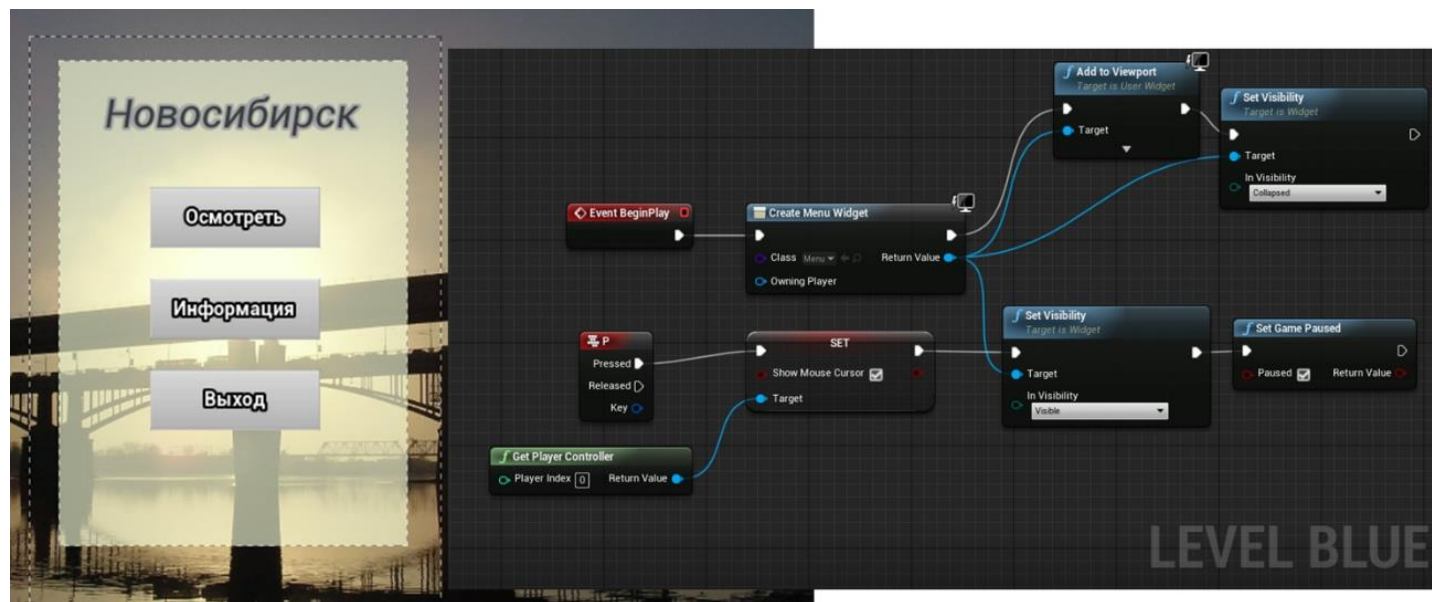 Новосибирск
Осмотреть
Информация
Выход
Add to Viewport
Target is User Widget
Target
Set Visibility
Target is Widget
Target
In Visibility
Collapsed
Event BeginPlay
Create Menu Widget
Class Menu Return Value
Owning Player
P
Pressed
Released
Key
SET
Show Mouse Cursor
Target
Set Visibility
Target is Widget
Target
In Visibility
Visible
Set Game Paused
Paused Return Value
Get Player Controller
Player Index 0 Return Value
LEVEL BLUE